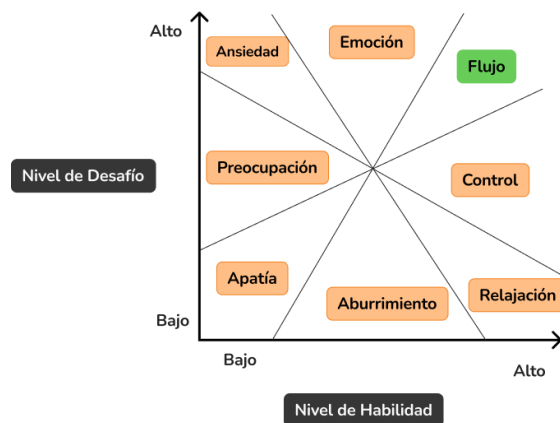 Alto
Ansiedad
Emoción
Flujo
Nivel de Desafío
Preocupación
Control
Apatía
Aburrimiento
Relajación
Bajo
Bajo
Alto
Nivel de Habilidad